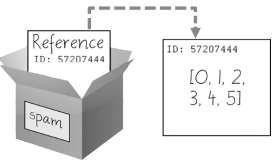 Reference
ID: 57207444
spam
ID: 57207444
[0, 1, 2,
3, 4, 5]